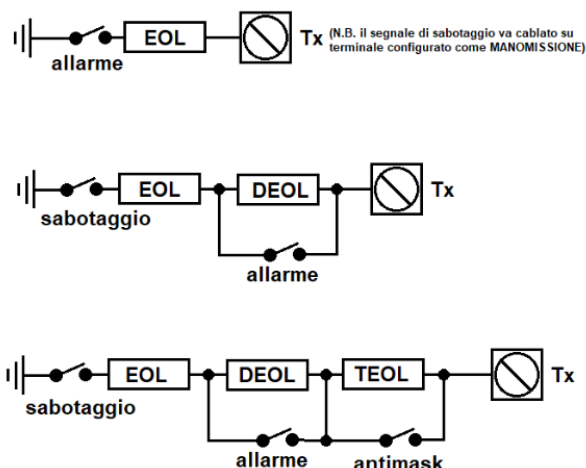 EOL
Tx (N.B. il segnale di sabotaggio va cablato su
terminale configurato come MANOMISSIONE)
allarme
EOL
DEOL
Tx
sabotaggio
allarme
EOL
DEOL
TEOL
Tx
sabotaggio
allarme
antimask